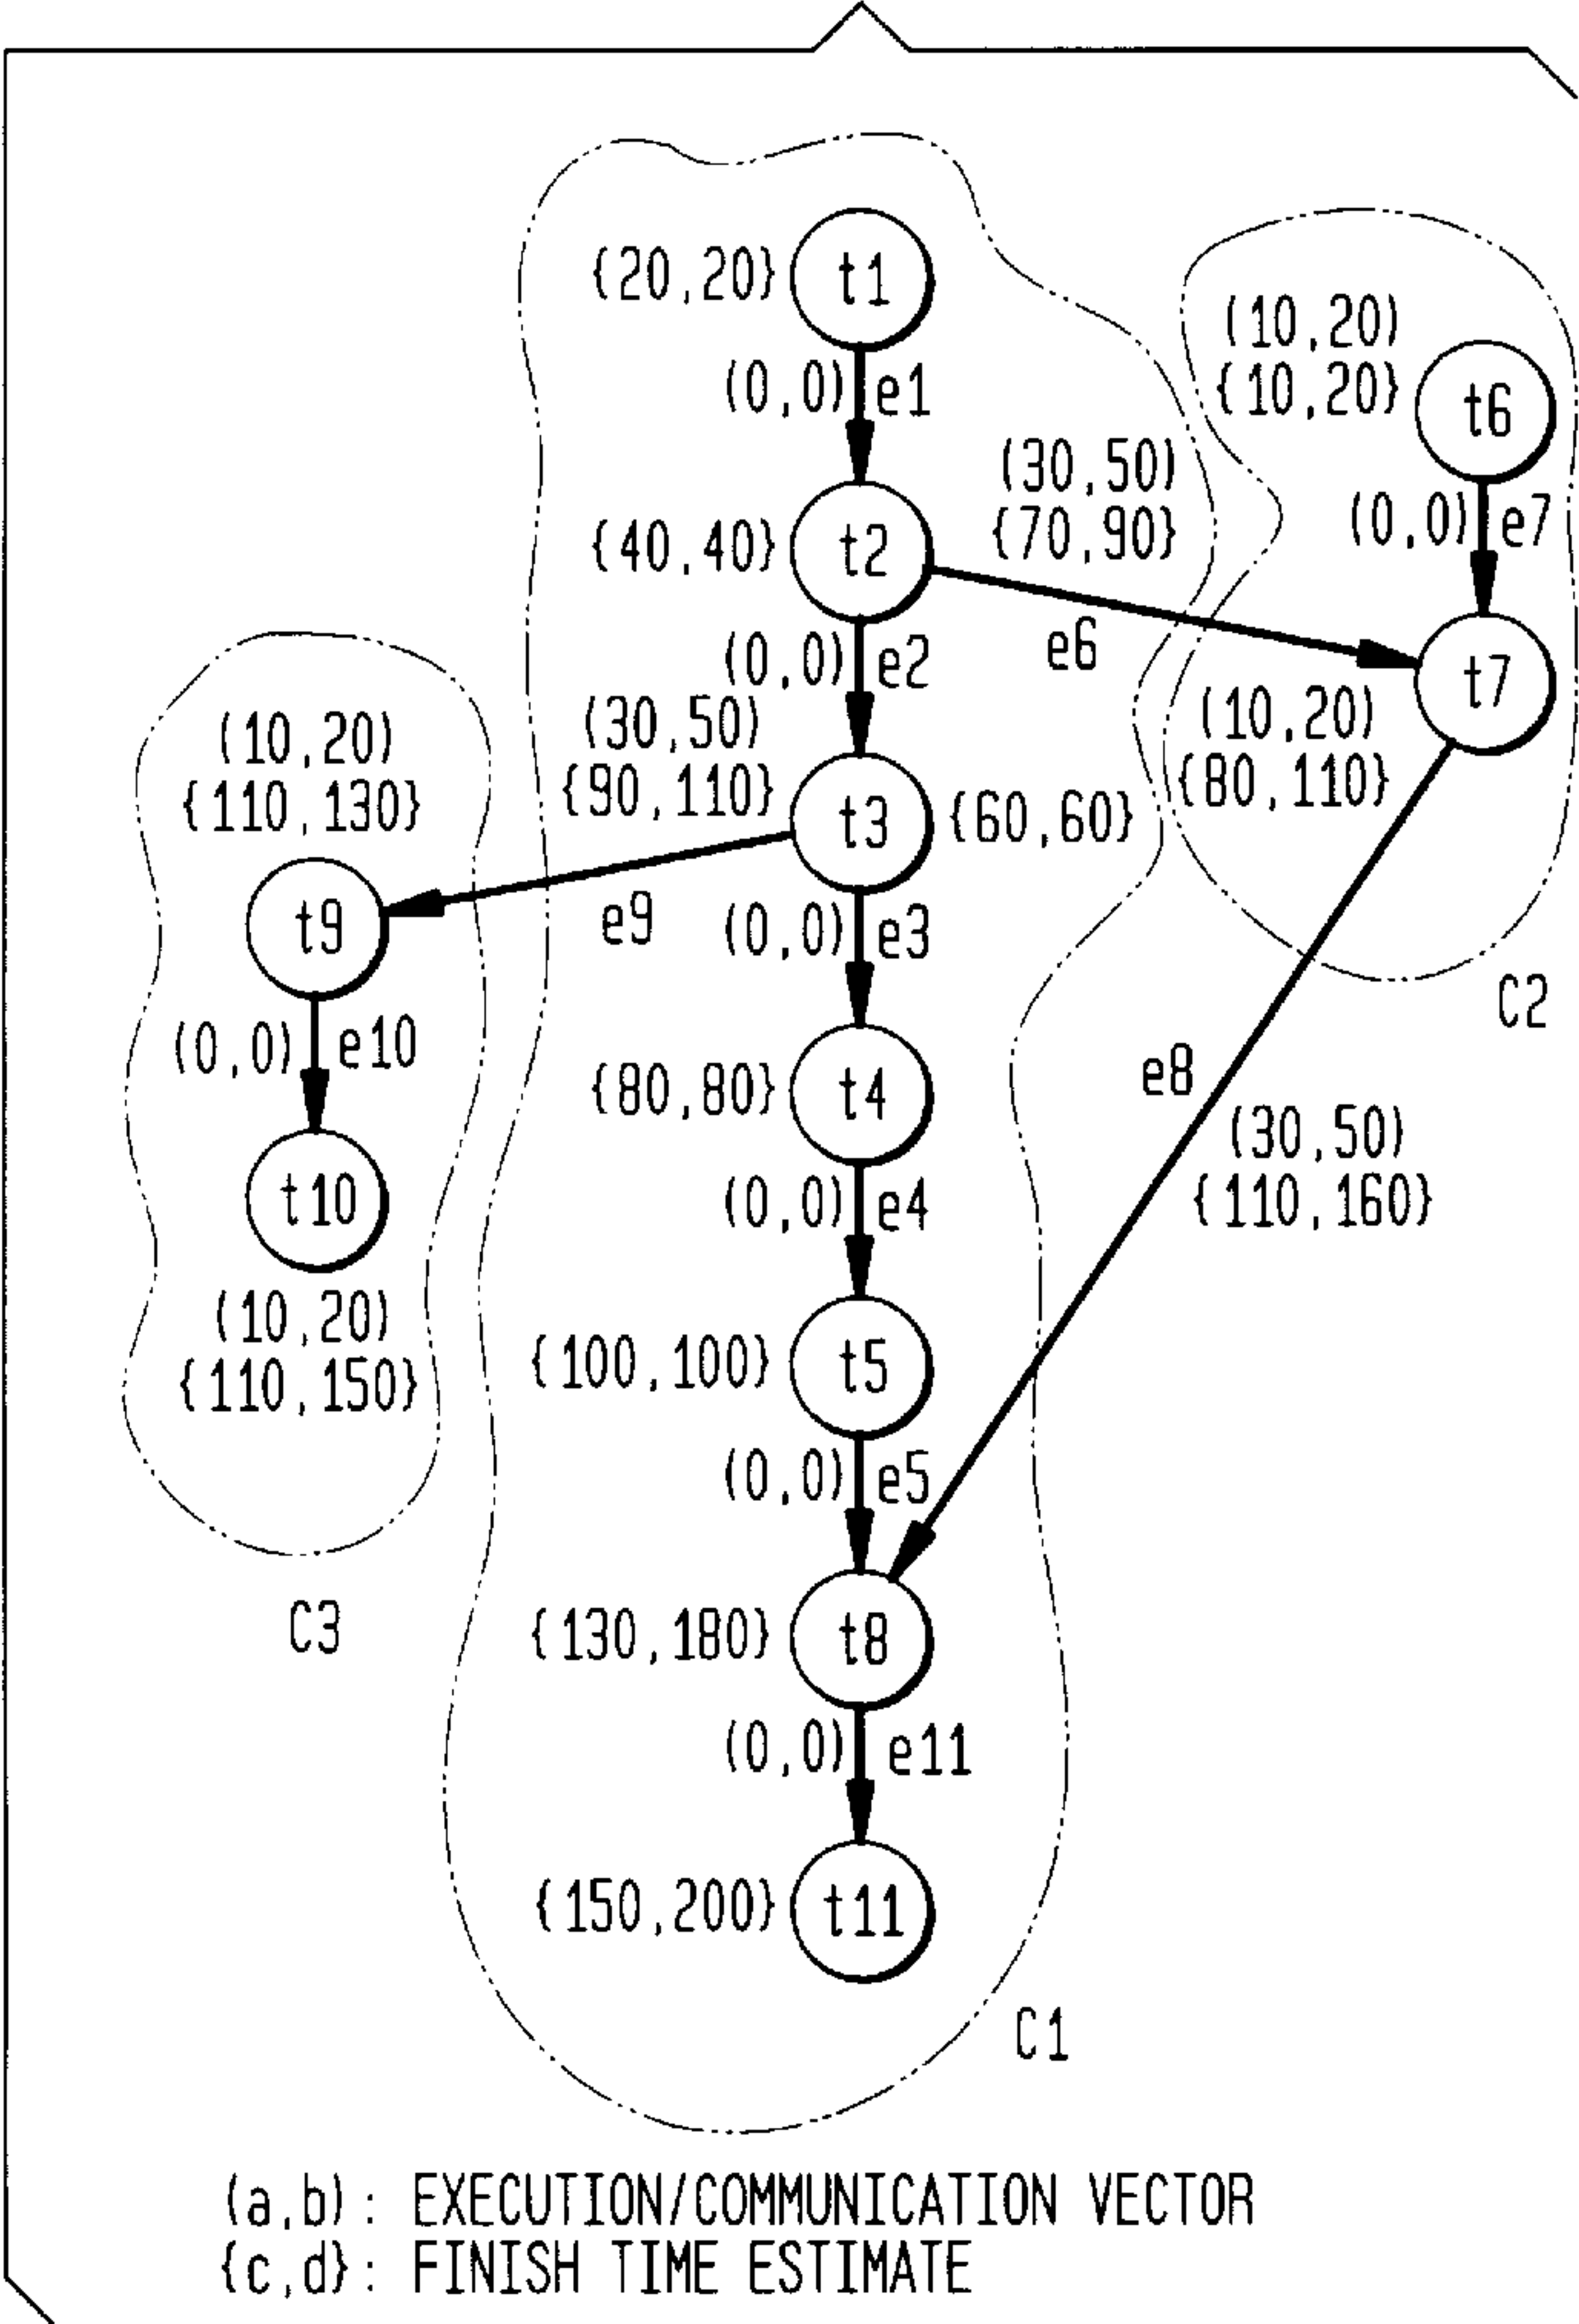 {20,20} t1
(0,0) e1
(10,20)
{10,20} t6
(30,50)
{70,90}
{40,40} t2
(0,0) e7
(0,0) e2
e6
t7
(10,20)
{110,130}
(30,50)
{90,110}
t3 {60,60}
(10,20)
{80,110}
t9
e9
(0,0) e3
C2
(0,0) e10
{80,80} t4
e8
(30,50)
{110,160}
t10
(0,0) e4
(10,20)
{110,150}
{100,100} t5
(0,0) e5
C3
{130,180} t8
(0,0) e11
{150,200} t11
C1
(a,b): EXECUTION/COMMUNICATION VECTOR
{c,d}: FINISH TIME ESTIMATE